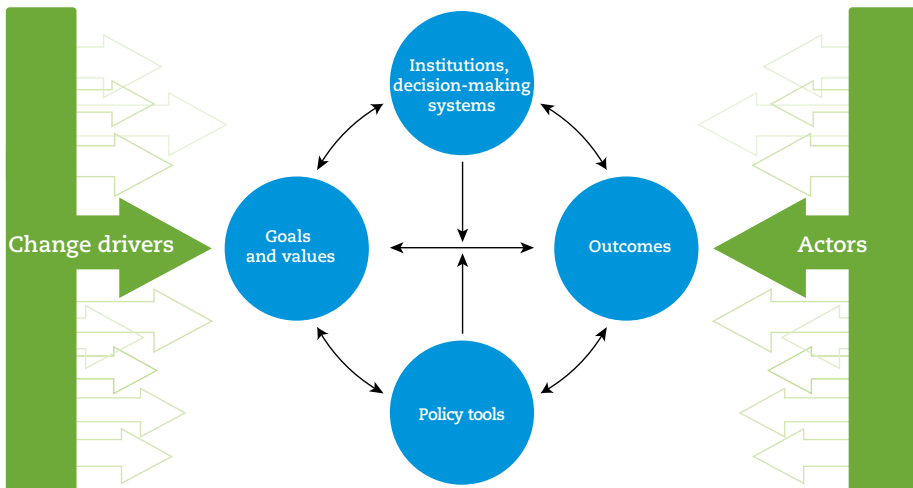 Institutions,
decision-making
systems
Change drivers
Goals
and values
Outcomes
Actors
Policy tools